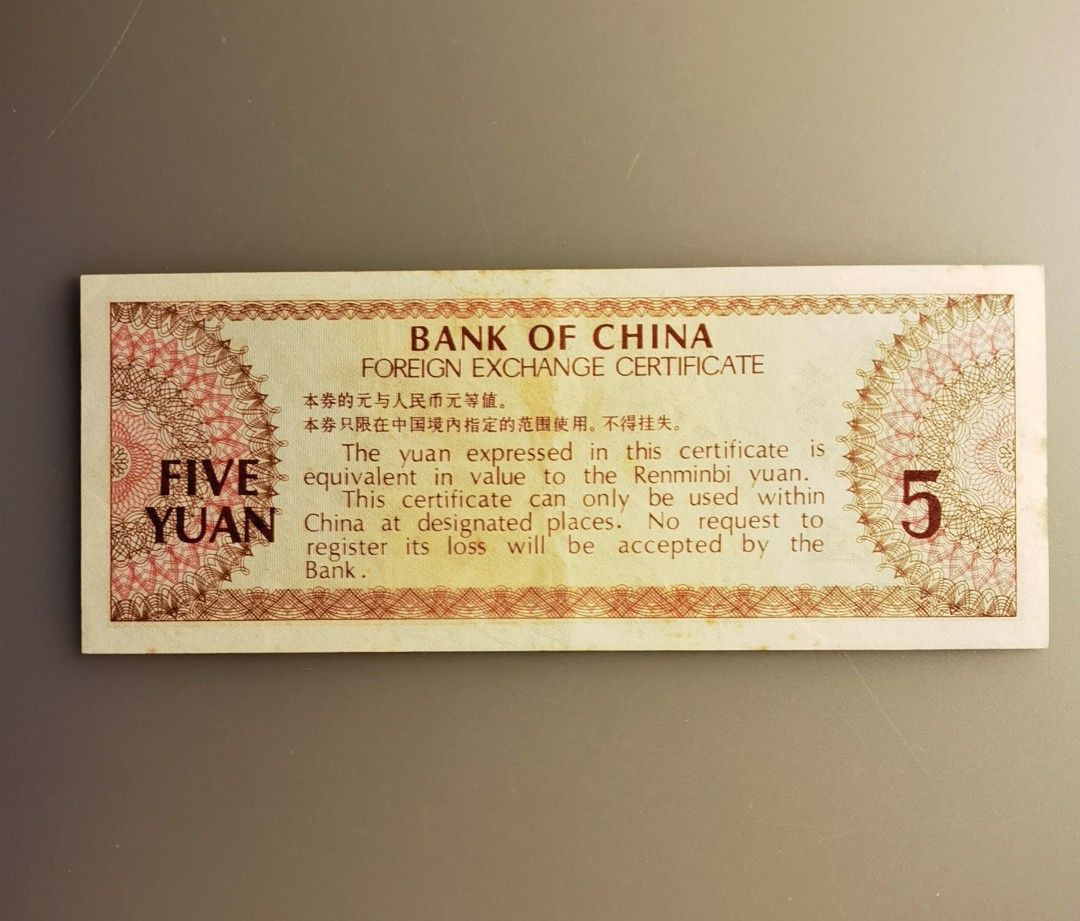 BANK OF CHINA
FOREIGN EXCHANGE CERTIFICATE
本券的元与人民币元等值。
本券只限在中国境内指定的范围使用。不得挂失。
The yuan expressed in this certificate is
equivalent in value to the Renminbi yuan.
This certificate can only be used within
China at designated places. No request to
register its loss will be accepted by the
Bank.
FIVE
YUAN
5